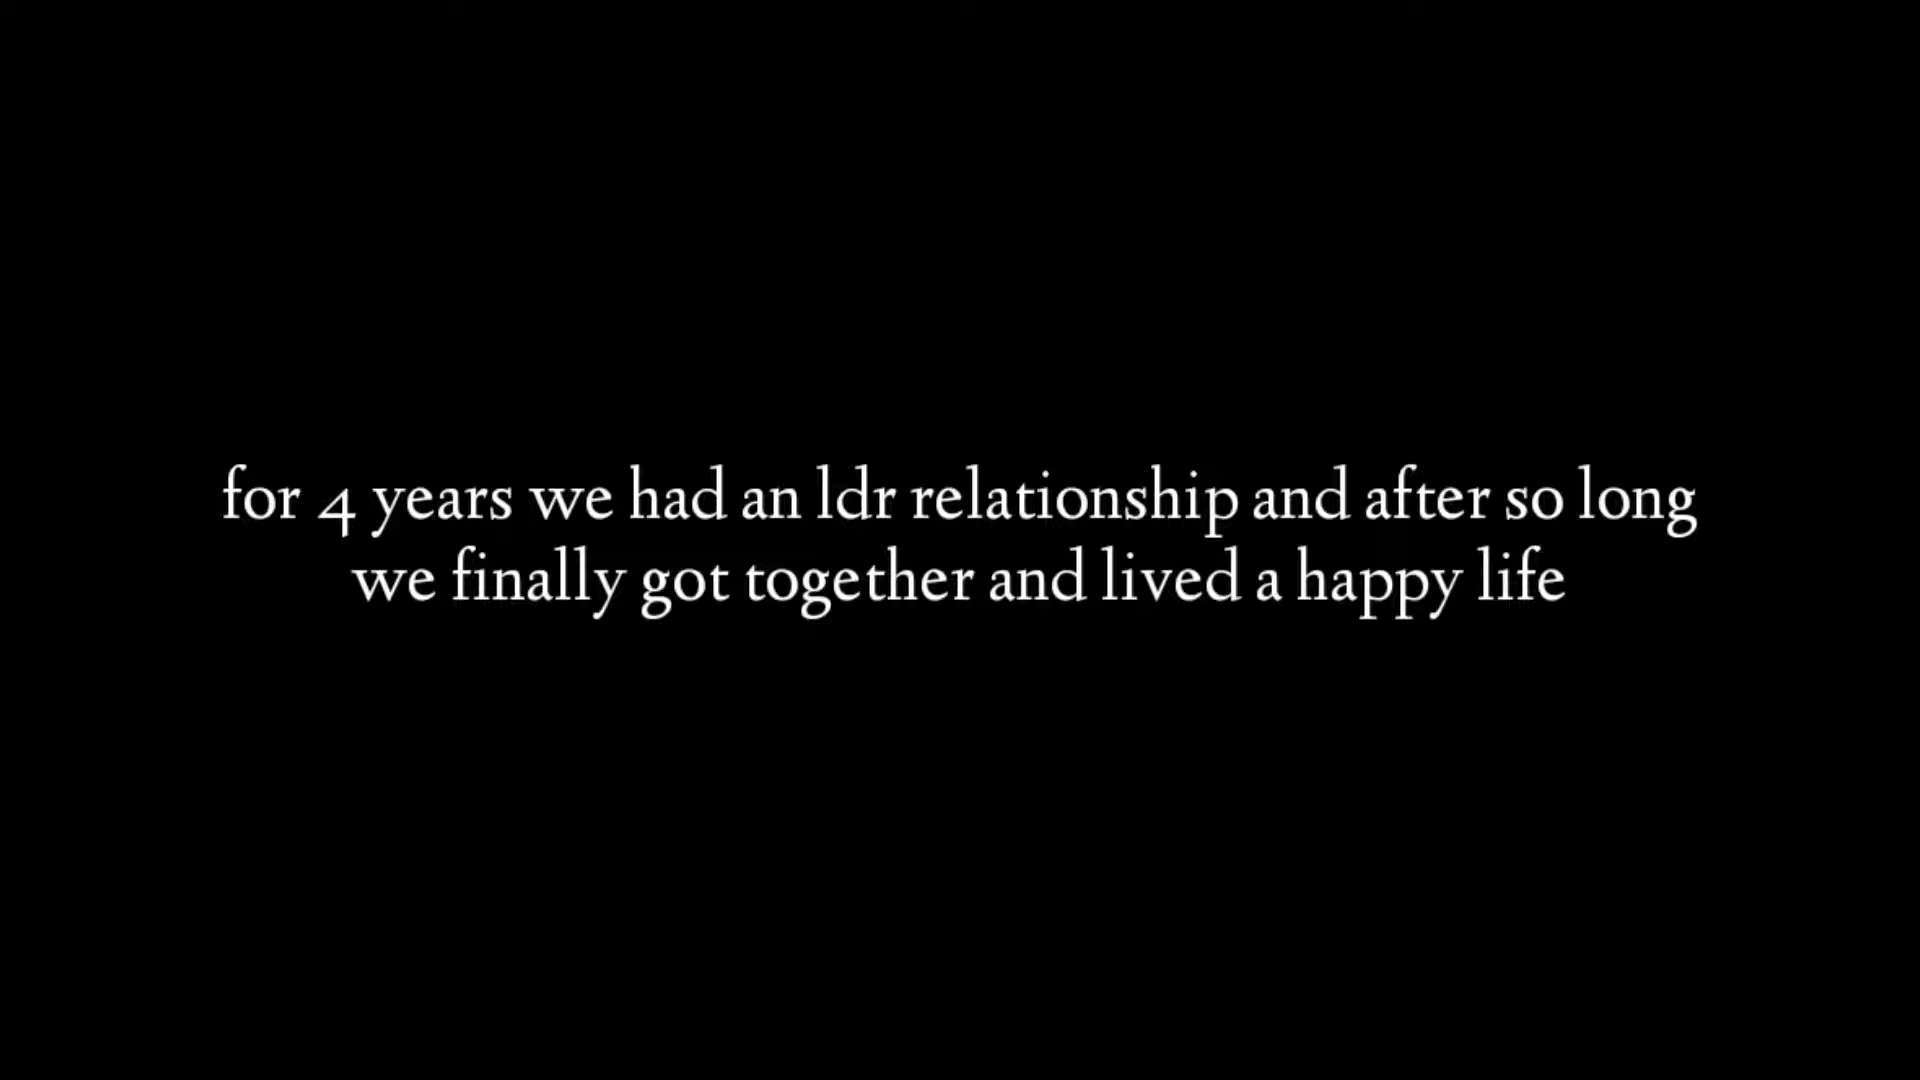 for 4 years we had an ldr relationship and after so long
we finally got together and lived a happy life